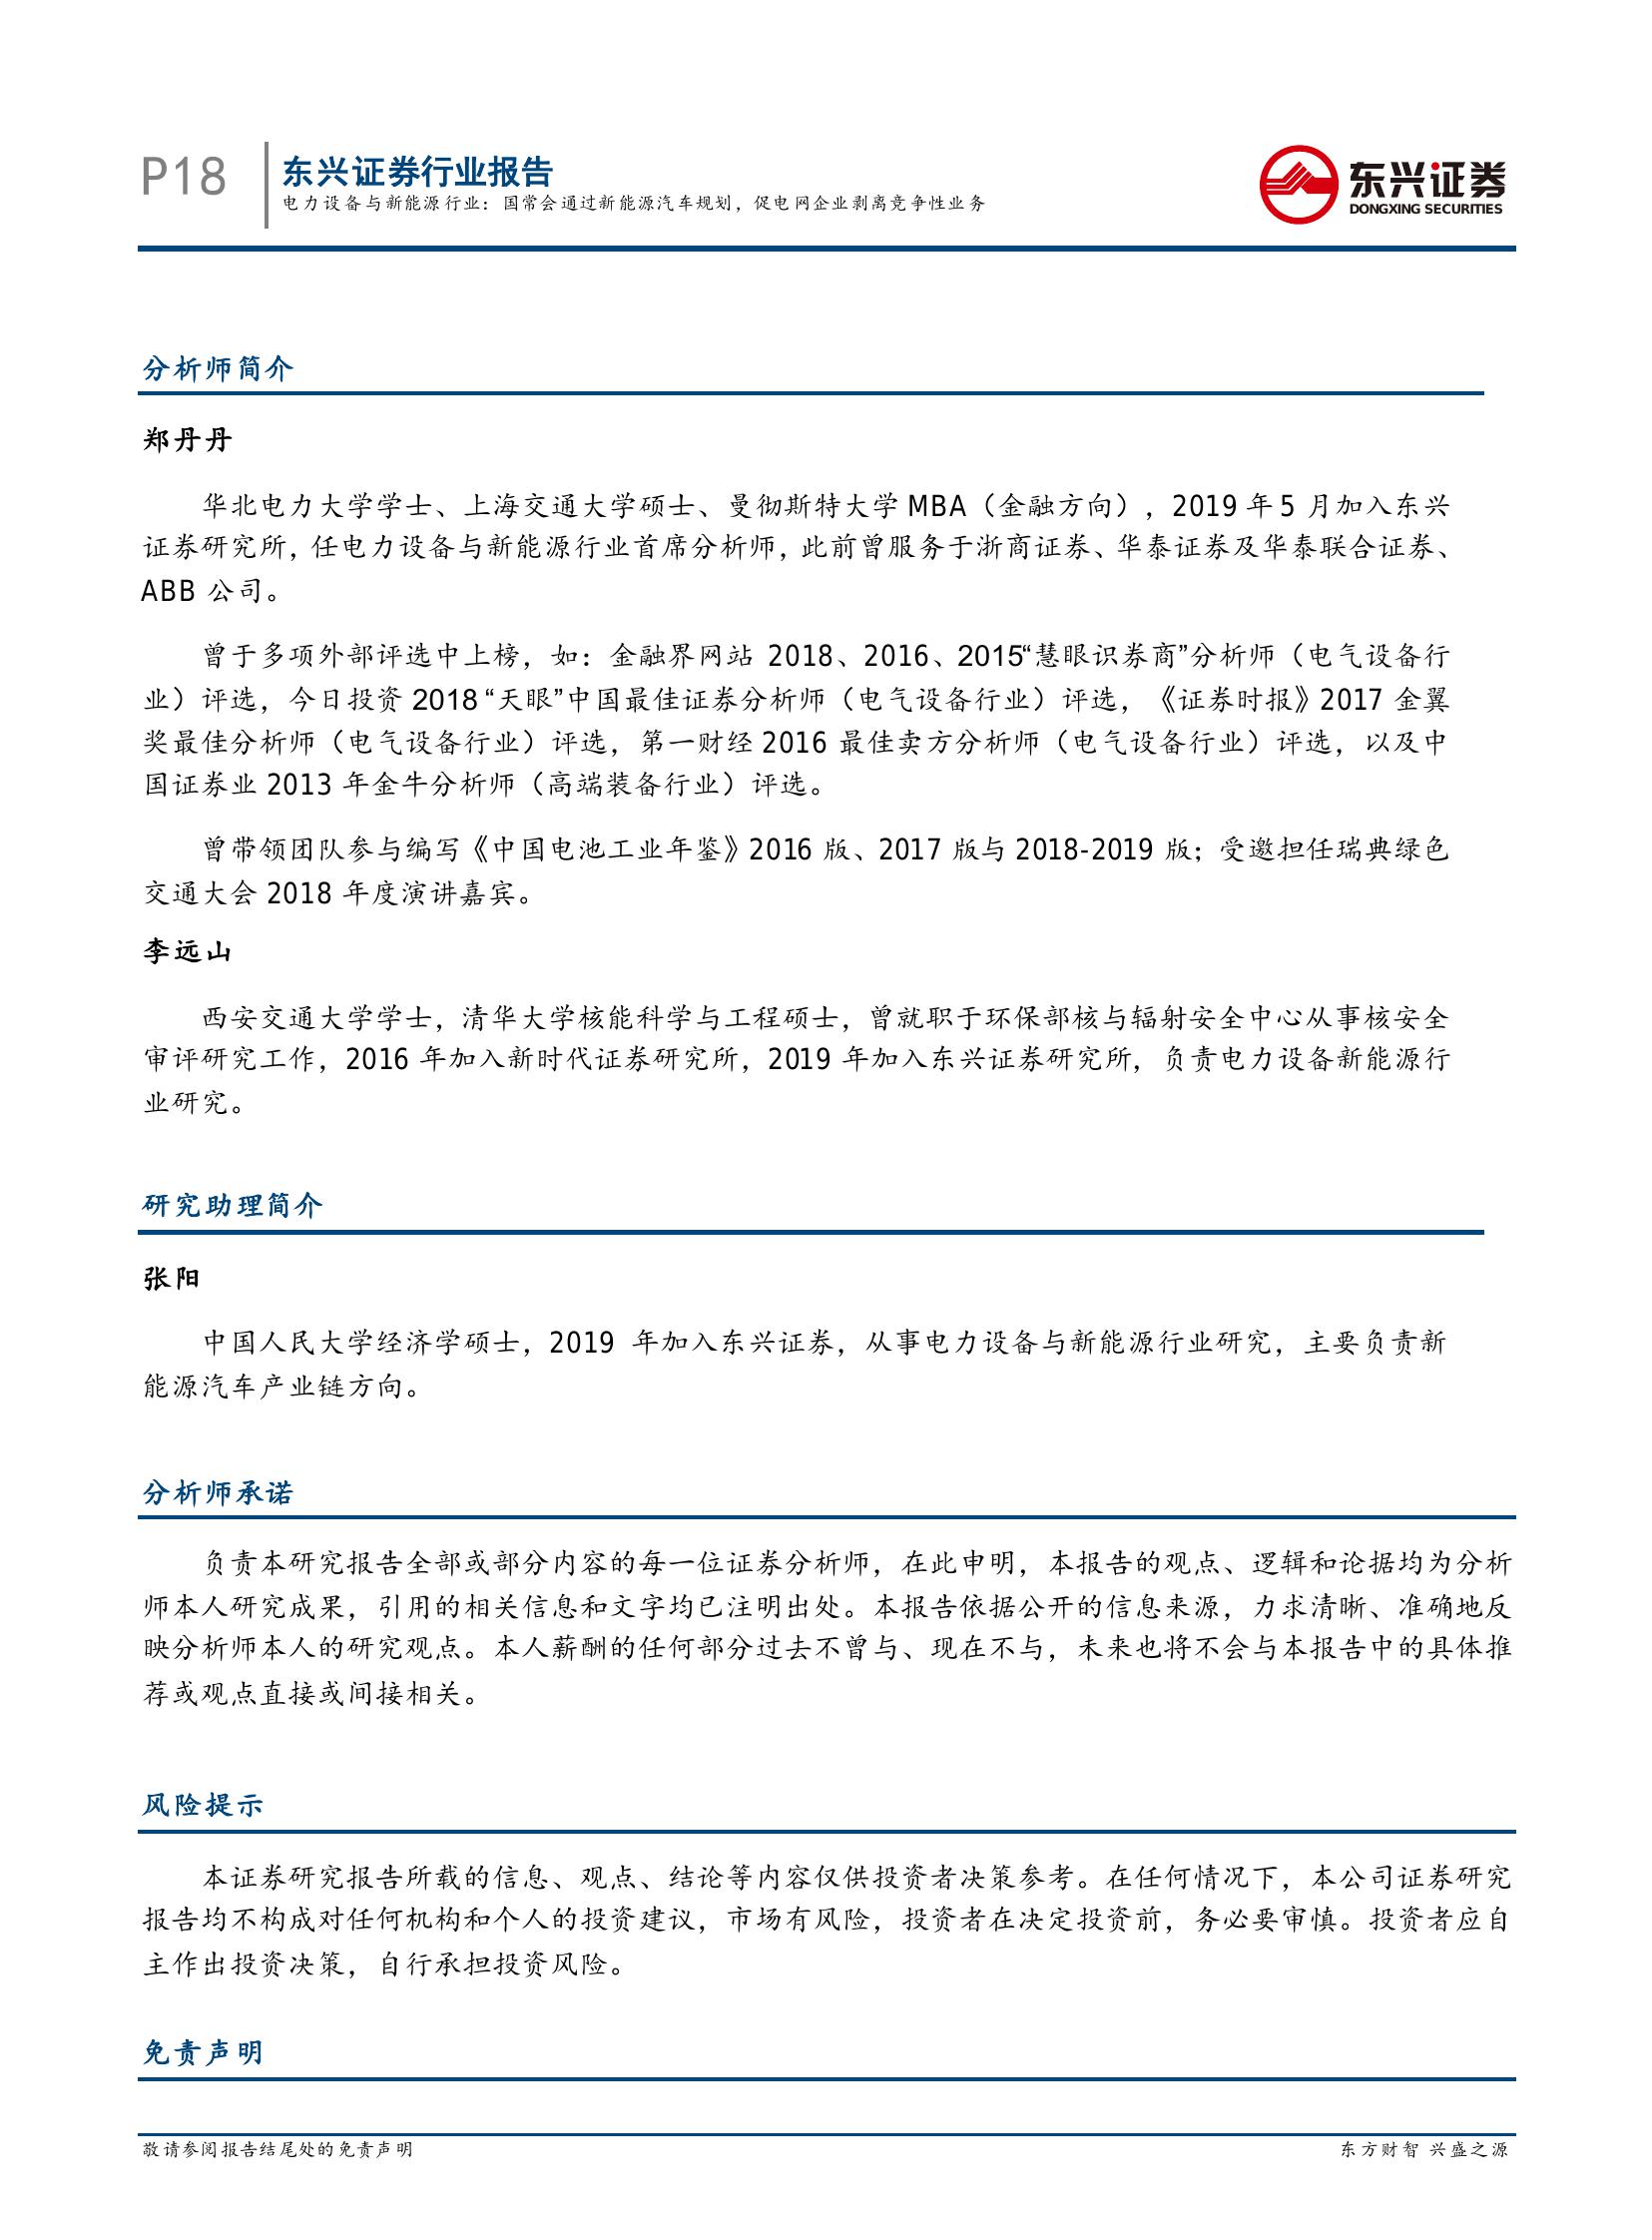 P18
东兴证券行业报告
电力设备与新能源行业：国常会通过新能源汽车规划，促电网企业剥离竞争性业务
东兴证券
DONGXING SECURITIES
分析师简介
郑丹丹
华北电力大学学士、上海交通大学硕士、曼彻斯特大学 MBA（金融方向），2019 年 5 月加入东兴
证券研究所，任电力设备与新能源行业首席分析师，此前曾服务于浙商证券、华泰证券及华泰联合证券、
ABB 公司。
曾于多项外部评选中上榜，如：金融界网站 2018、2016、2015“慧眼识券商”分析师（电气设备行
业）评选，今日投资 2018 “天眼”中国最佳证券分析师（电气设备行业）评选，《证券时报》2017 金翼
奖最佳分析师（电气设备行业）评选，第一财经 2016 最佳卖方分析师（电气设备行业）评选，以及中
国证券业 2013 年金牛分析师（高端装备行业）评选。
曾带领团队参与编写《中国电池工业年鉴》2016 版、2017 版与 2018-2019 版；受邀担任瑞典绿色
交通大会 2018 年度演讲嘉宾。
李远山
西安交通大学学士，清华大学核能科学与工程硕士，曾就职于环保部核与辐射安全中心从事核安全
审评研究工作，2016 年加入新时代证券研究所，2019 年加入东兴证券研究所，负责电力设备新能源行
业研究。
研究助理简介
张阳
中国人民大学经济学硕士，2019 年加入东兴证券，从事电力设备与新能源行业研究，主要负责新
能源汽车产业链方向。
分析师承诺
负责本研究报告全部或部分内容的每一位证券分析师，在此申明，本报告的观点、逻辑和论据均为分析
师本人研究成果，引用的相关信息和文字均已注明出处。本报告依据公开的信息来源，力求清晰、准确地反
映分析师本人的研究观点。本人薪酬的任何部分过去不曾与、现在不与，未来也将不会与本报告中的具体推
荐或观点直接或间接相关。
风险提示
本证券研究报告所载的信息、观点、结论等内容仅供投资者决策参考。在任何情况下，本公司证券研究
报告均不构成对任何机构和个人的投资建议，市场有风险，投资者在决定投资前，务必要审慎。投资者应自
主作出投资决策，自行承担投资风险。
免责声明
敬请参阅报告结尾处的免责声明
东方财智 兴盛之源